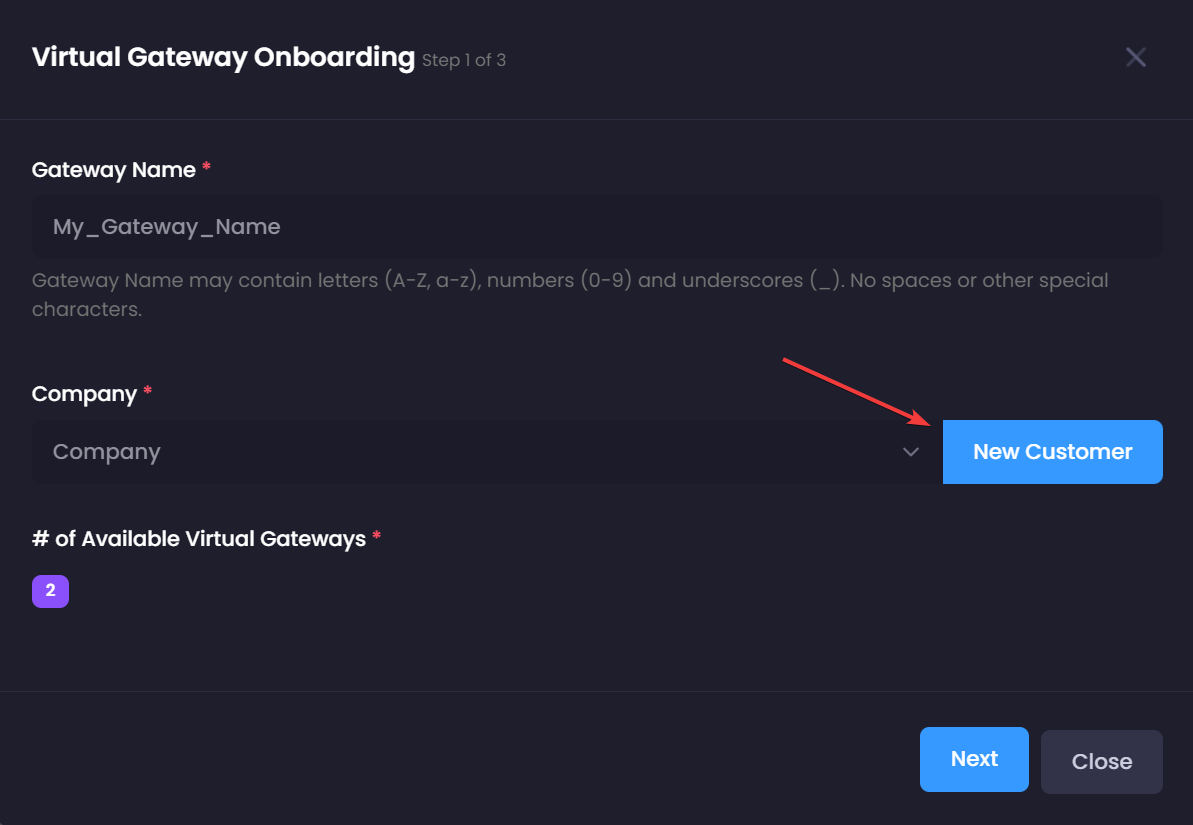 Virtual Gateway Onboarding Step 1 of 3
Gateway Name *
My_Gateway_Name
Gateway Name may contain letters (A-Z, a-z), numbers (0-9) and underscores (_). No spaces or other special
characters.
Company *
Company
New Customer
# of Available Virtual Gateways *
2
Next
Close